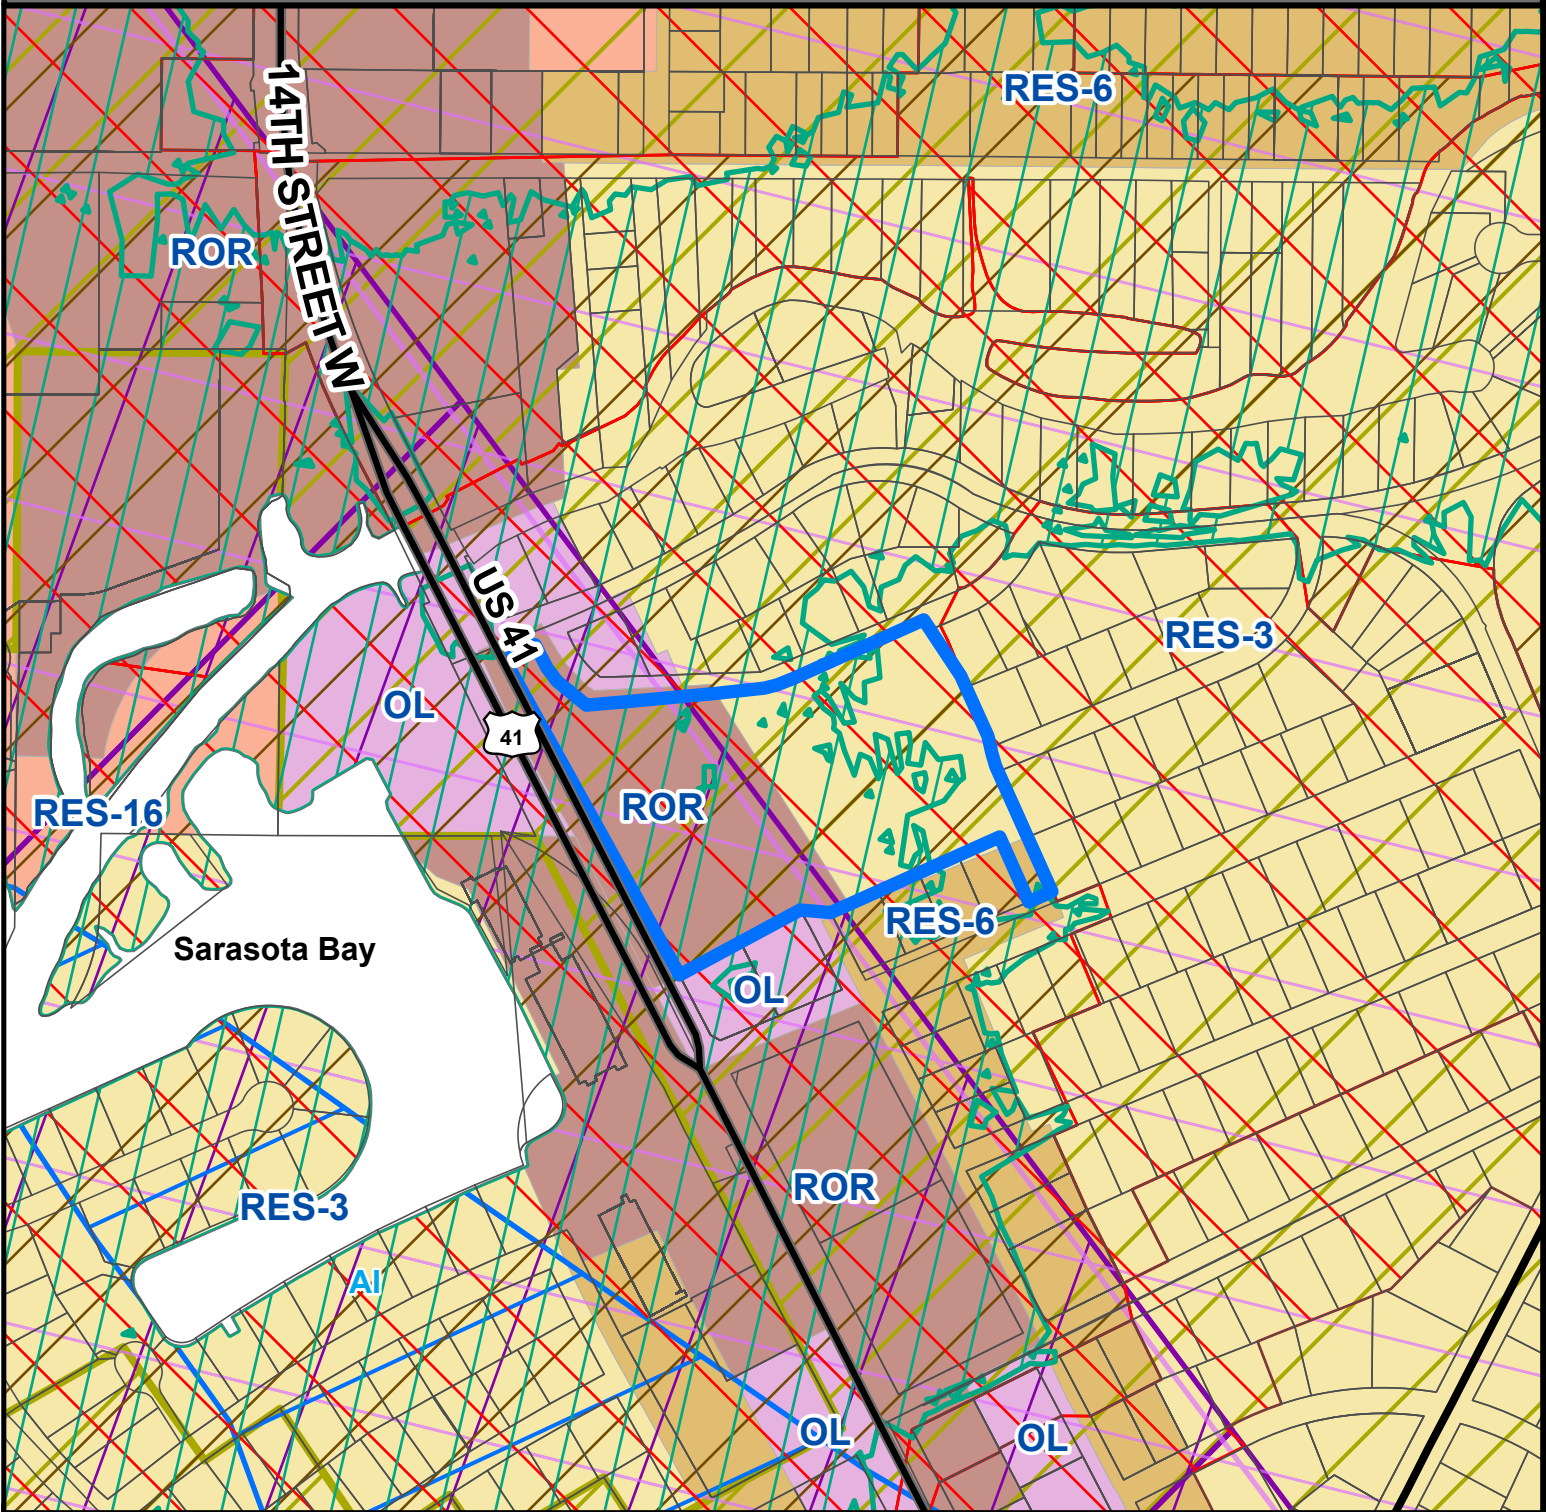 RES-6
14TH STREET W
ROR
US 41
RES-3
OL
41
ROR
RES-16
RES-6
Sarasota Bay
OL
ROR
RES-3
AI
OL
OL